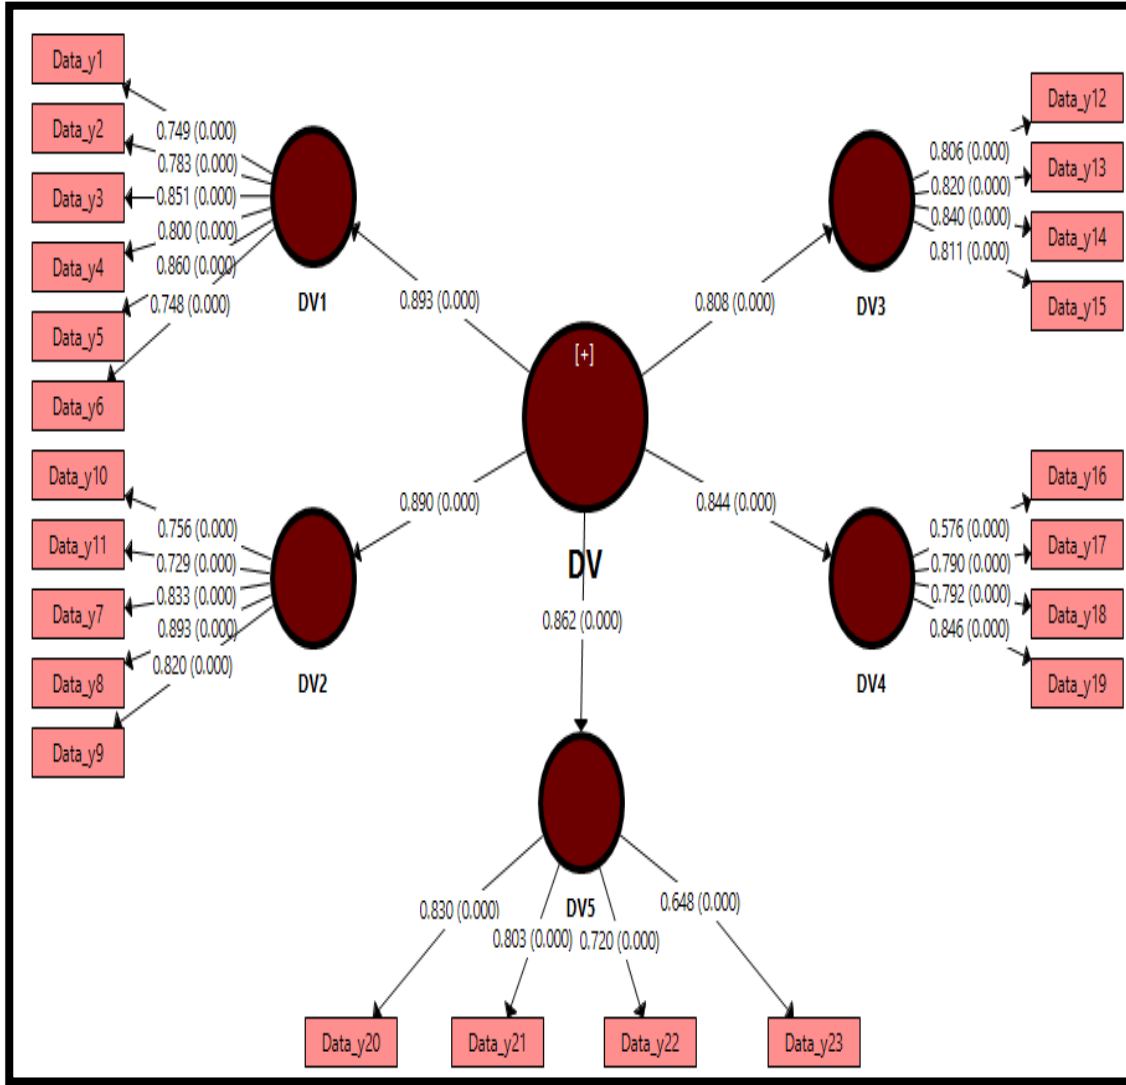 Data_y1
0.749 (0.000)
Data_y2
0.783 (0.000)
Data_y3
0.851 (0.000)
0.800 (0.000)
Data_y4
0.860 (0.000)
0.748 (0.000)
Data_y5
Data_y6
DV1
0.893 (0.000)
Data_y10
0.756 (0.000)
Data_y11
0.729 (0.000)
0.833 (0.000)
Data_y7
0.893 (0.000)
0.820 (0.000)
Data_y8
Data_y9
DV2
0.890 (0.000)
[+]
DV
0.862 (0.000)
0.808 (0.000)
DV3
0.806 (0.000)
0.820 (0.000)
0.840 (0.000)
0.811 (0.000)
Data_y12
Data_y13
Data_y14
Data_y15
0.844 (0.000)
DV4
0.576 (0.000)
0.790 (0.000)
0.792 (0.000)
0.846 (0.000)
Data_y16
Data_y17
Data_y18
Data_y19
DV5
0.830 (0.000)
0.803 (0.000)
0.720 (0.000)
0.648 (0.000)
Data_y20
Data_y21
Data_y22
Data_y23